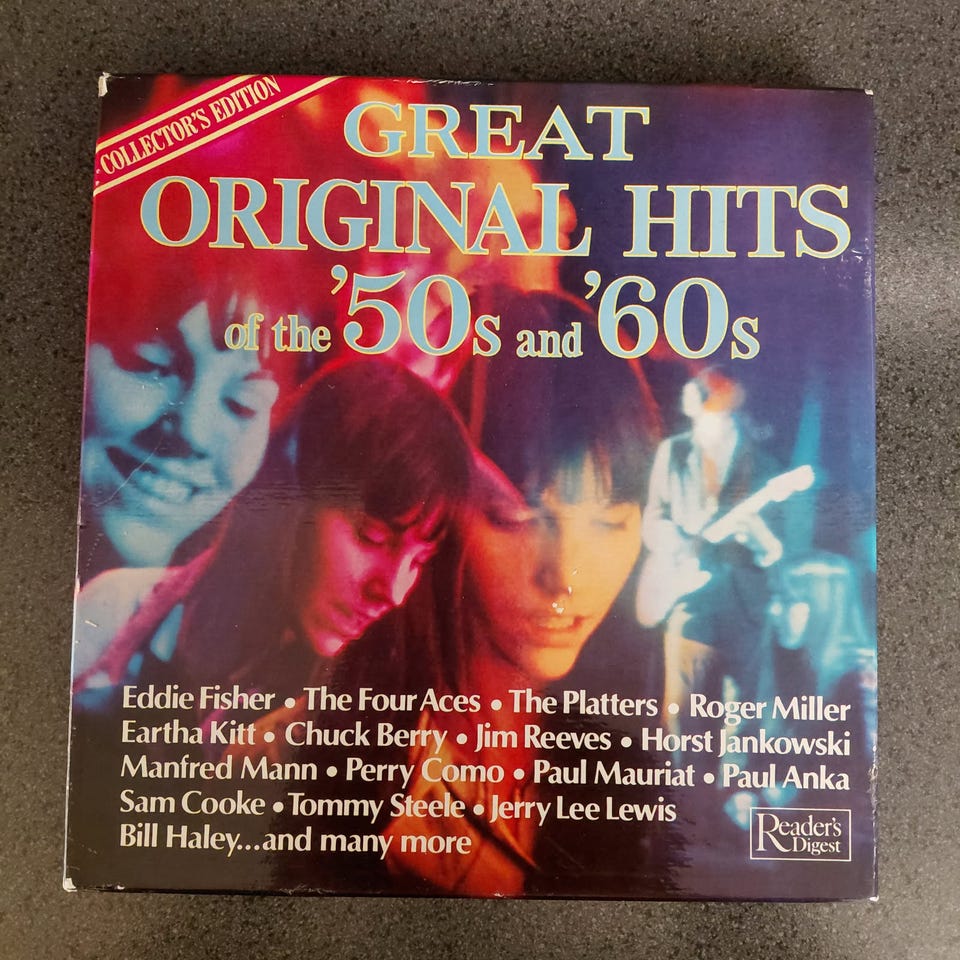 COLLECTOR'S EDITION
GREAT
ORIGINAL HITS
of the '50s and '60s
Eddie Fisher • The Four Aces • The Platters • Roger Miller
Eartha Kitt • Chuck Berry • Jim Reeves • Horst Jankowski
Manfred Mann • Perry Como • Paul Mauriat • Paul Anka
Sam Cooke • Tommy Steele • Jerry Lee Lewis
Bill Haley...and many more
Reader's
Digest